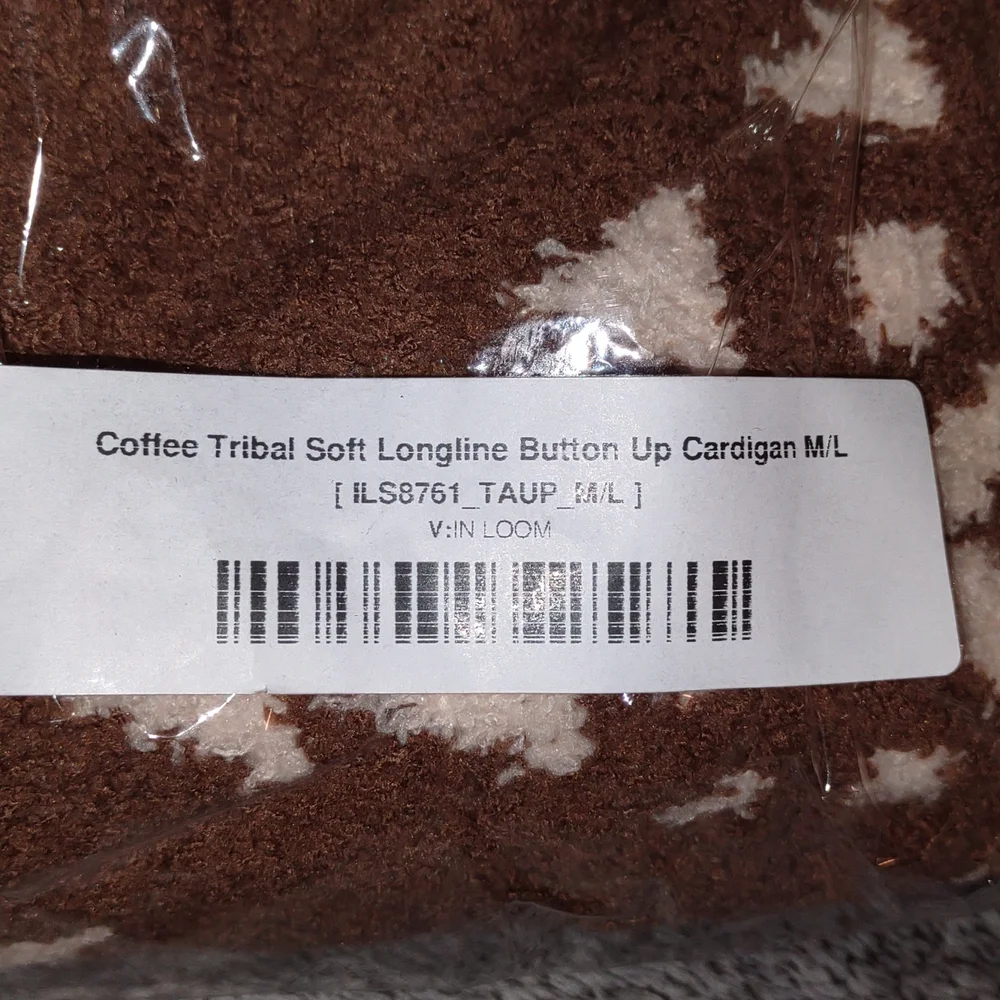 Coffee Tribal Soft Longline Button Up Cardigan M/L
[ ILS8761_TAUP_M/L ]
V:IN LOOM